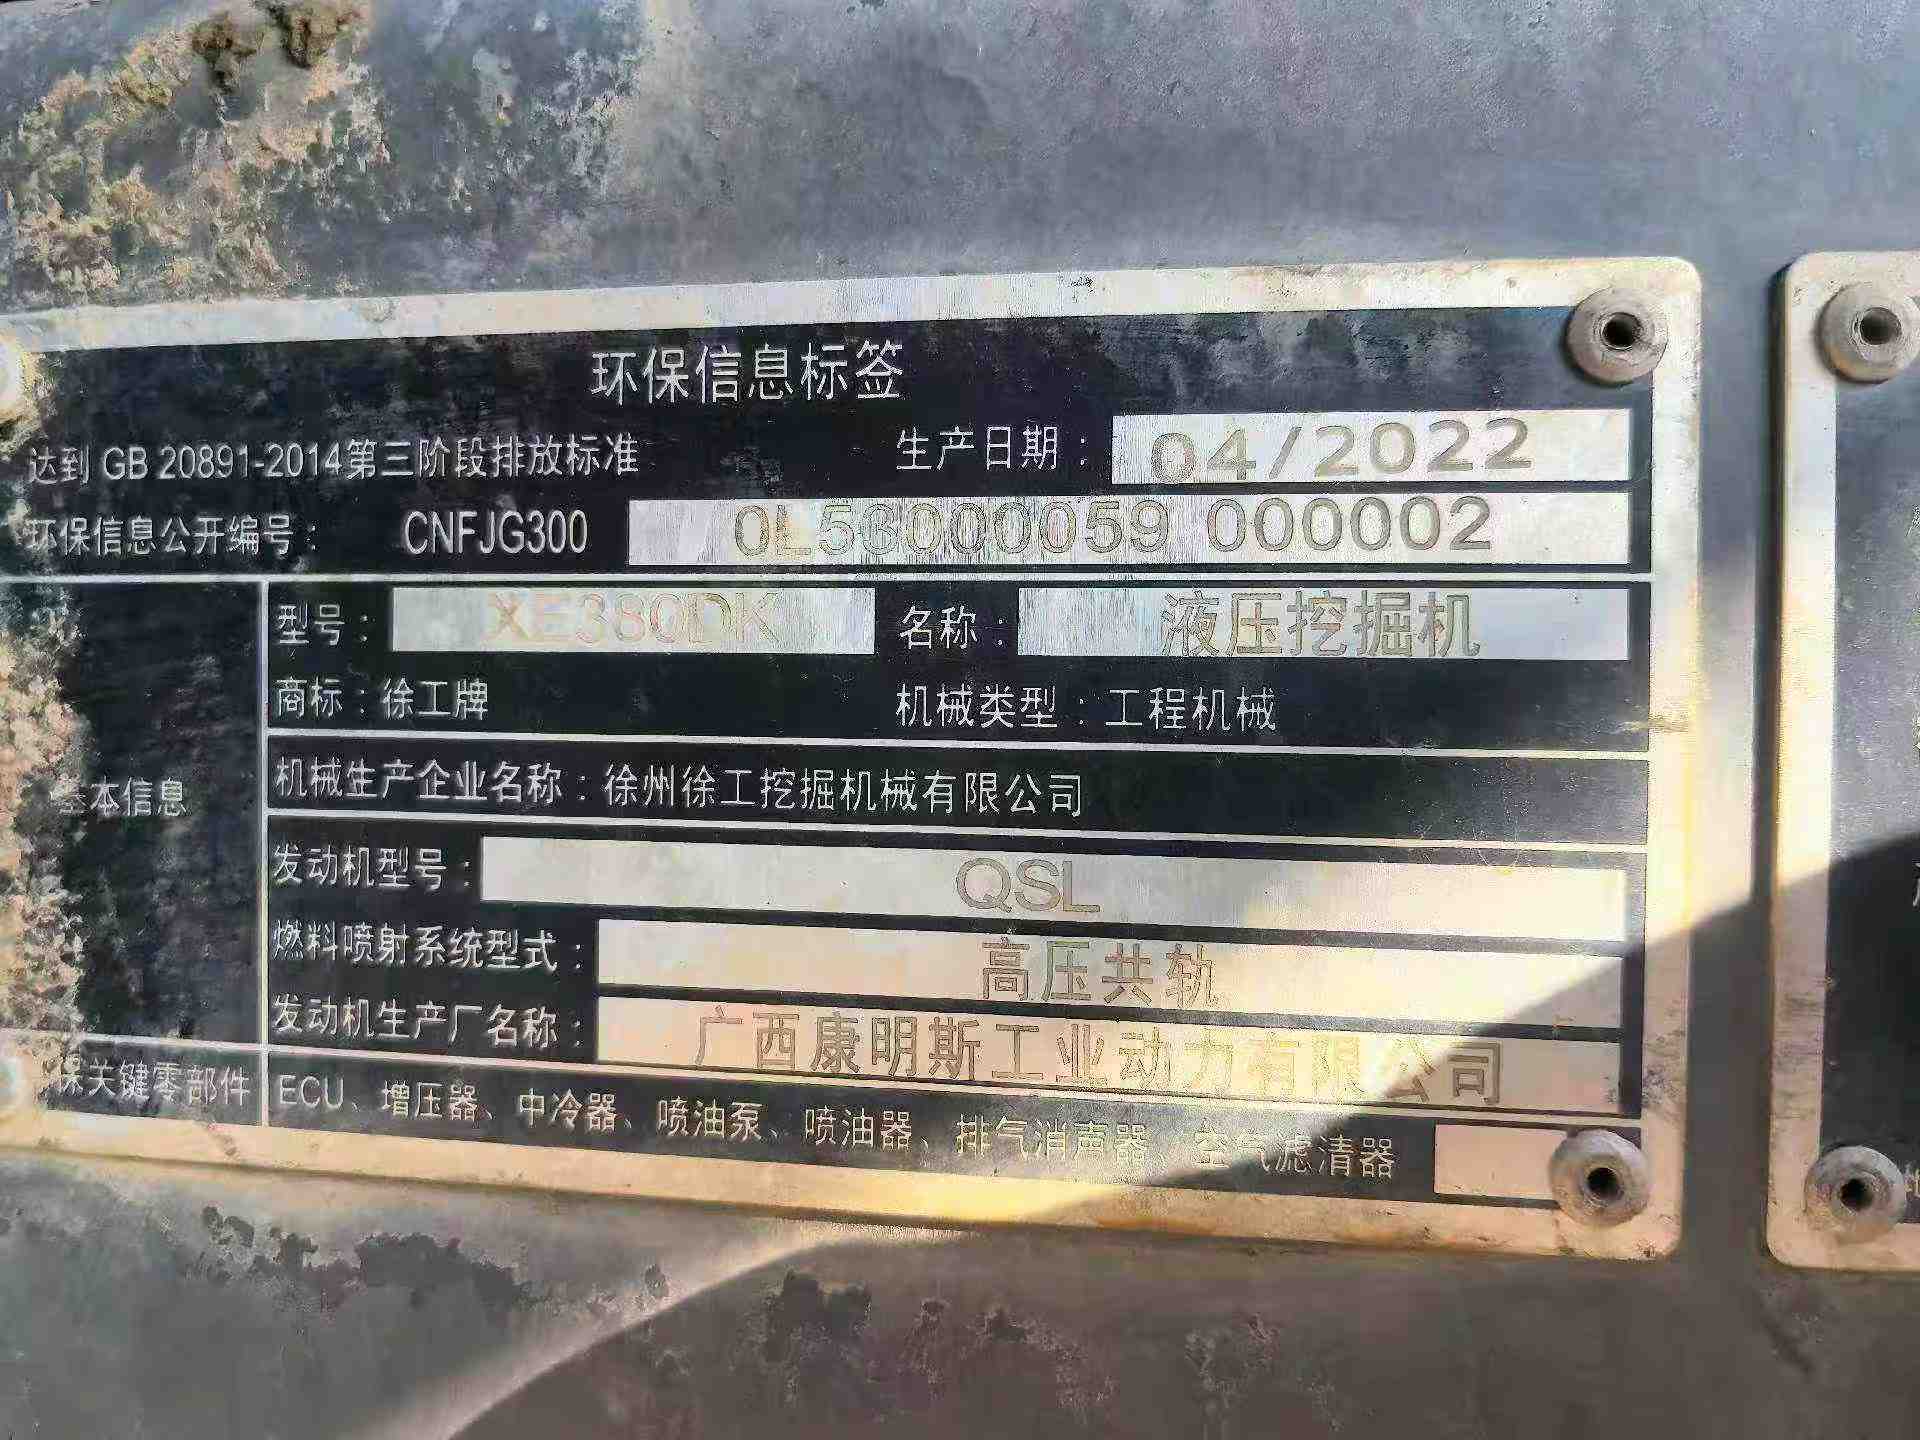 环保信息标签
达到 GB 20891-2014第三阶段排放标准 生产日期：04/2022
环保信息公开编号： CNFJG300 0L53000059 000002
型号：XE380DK 名称：液压挖掘机
商标：徐工牌 机械类型：工程机械
基本信息
机械生产企业名称：徐州徐工挖掘机械有限公司
发动机型号：QSL
燃料喷射系统型式：高压共轨
发动机生产厂名称：广西康明斯工业动力有限公司
保关键零部件 ECU、增压器、中冷器、喷油泵、喷油器、排气消声器、空气滤清器